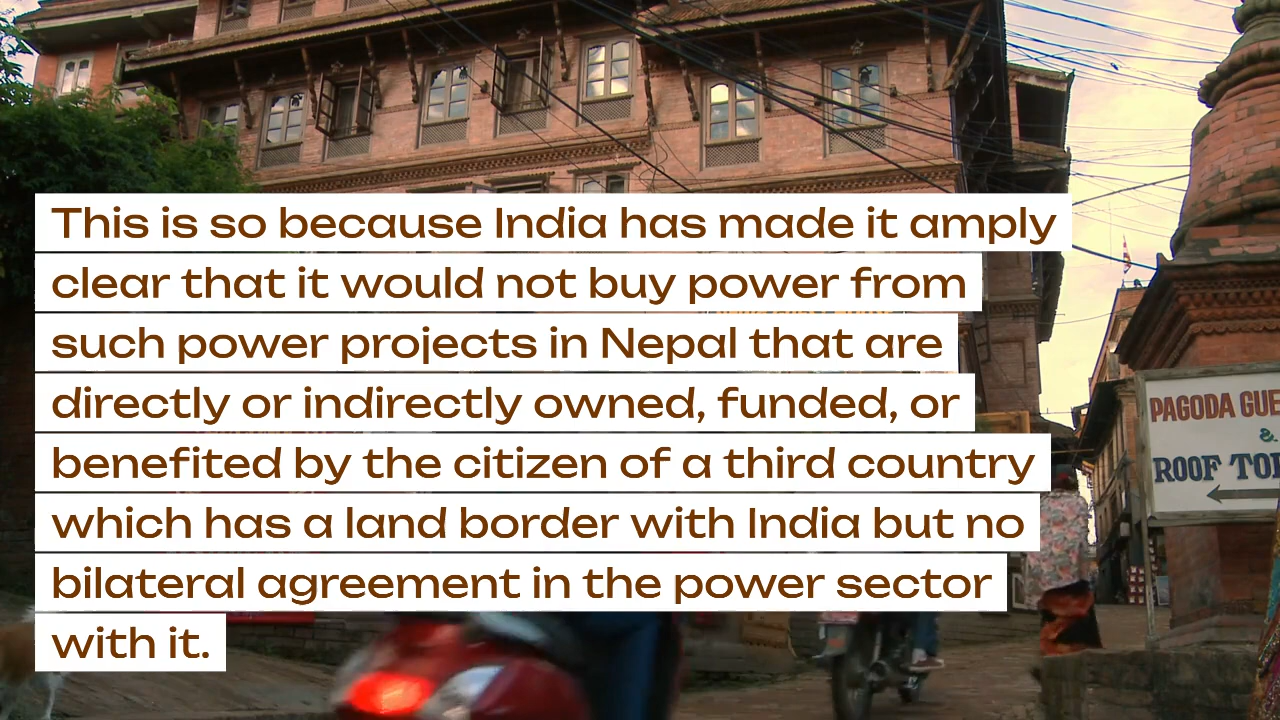 This is so because India has made it amply
clear that it would not buy power from
such power projects in Nepal that are
directly or indirectly owned, funded, or
benefited by the citizen of a third country
which has a land border with India but no
bilateral agreement in the power sector
with it.
PAGODA
&
ROOF